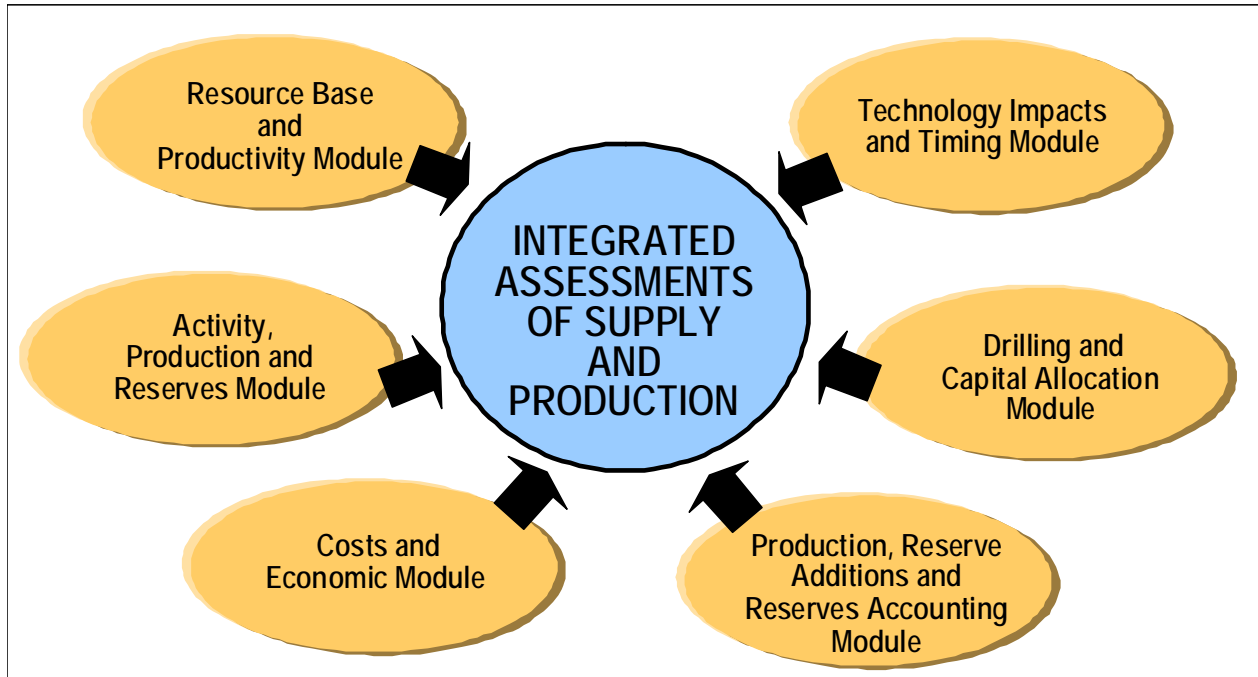 Resource Base
and
Productivity Module
Technology Impacts
and Timing Module
INTEGRATED
ASSESSMENTS
OF SUPPLY
AND
PRODUCTION
Activity,
Production and
Reserves Module
Drilling and
Capital Allocation
Module
Costs and
Economic Module
Production, Reserve
Additions and
Reserves Accounting
Module